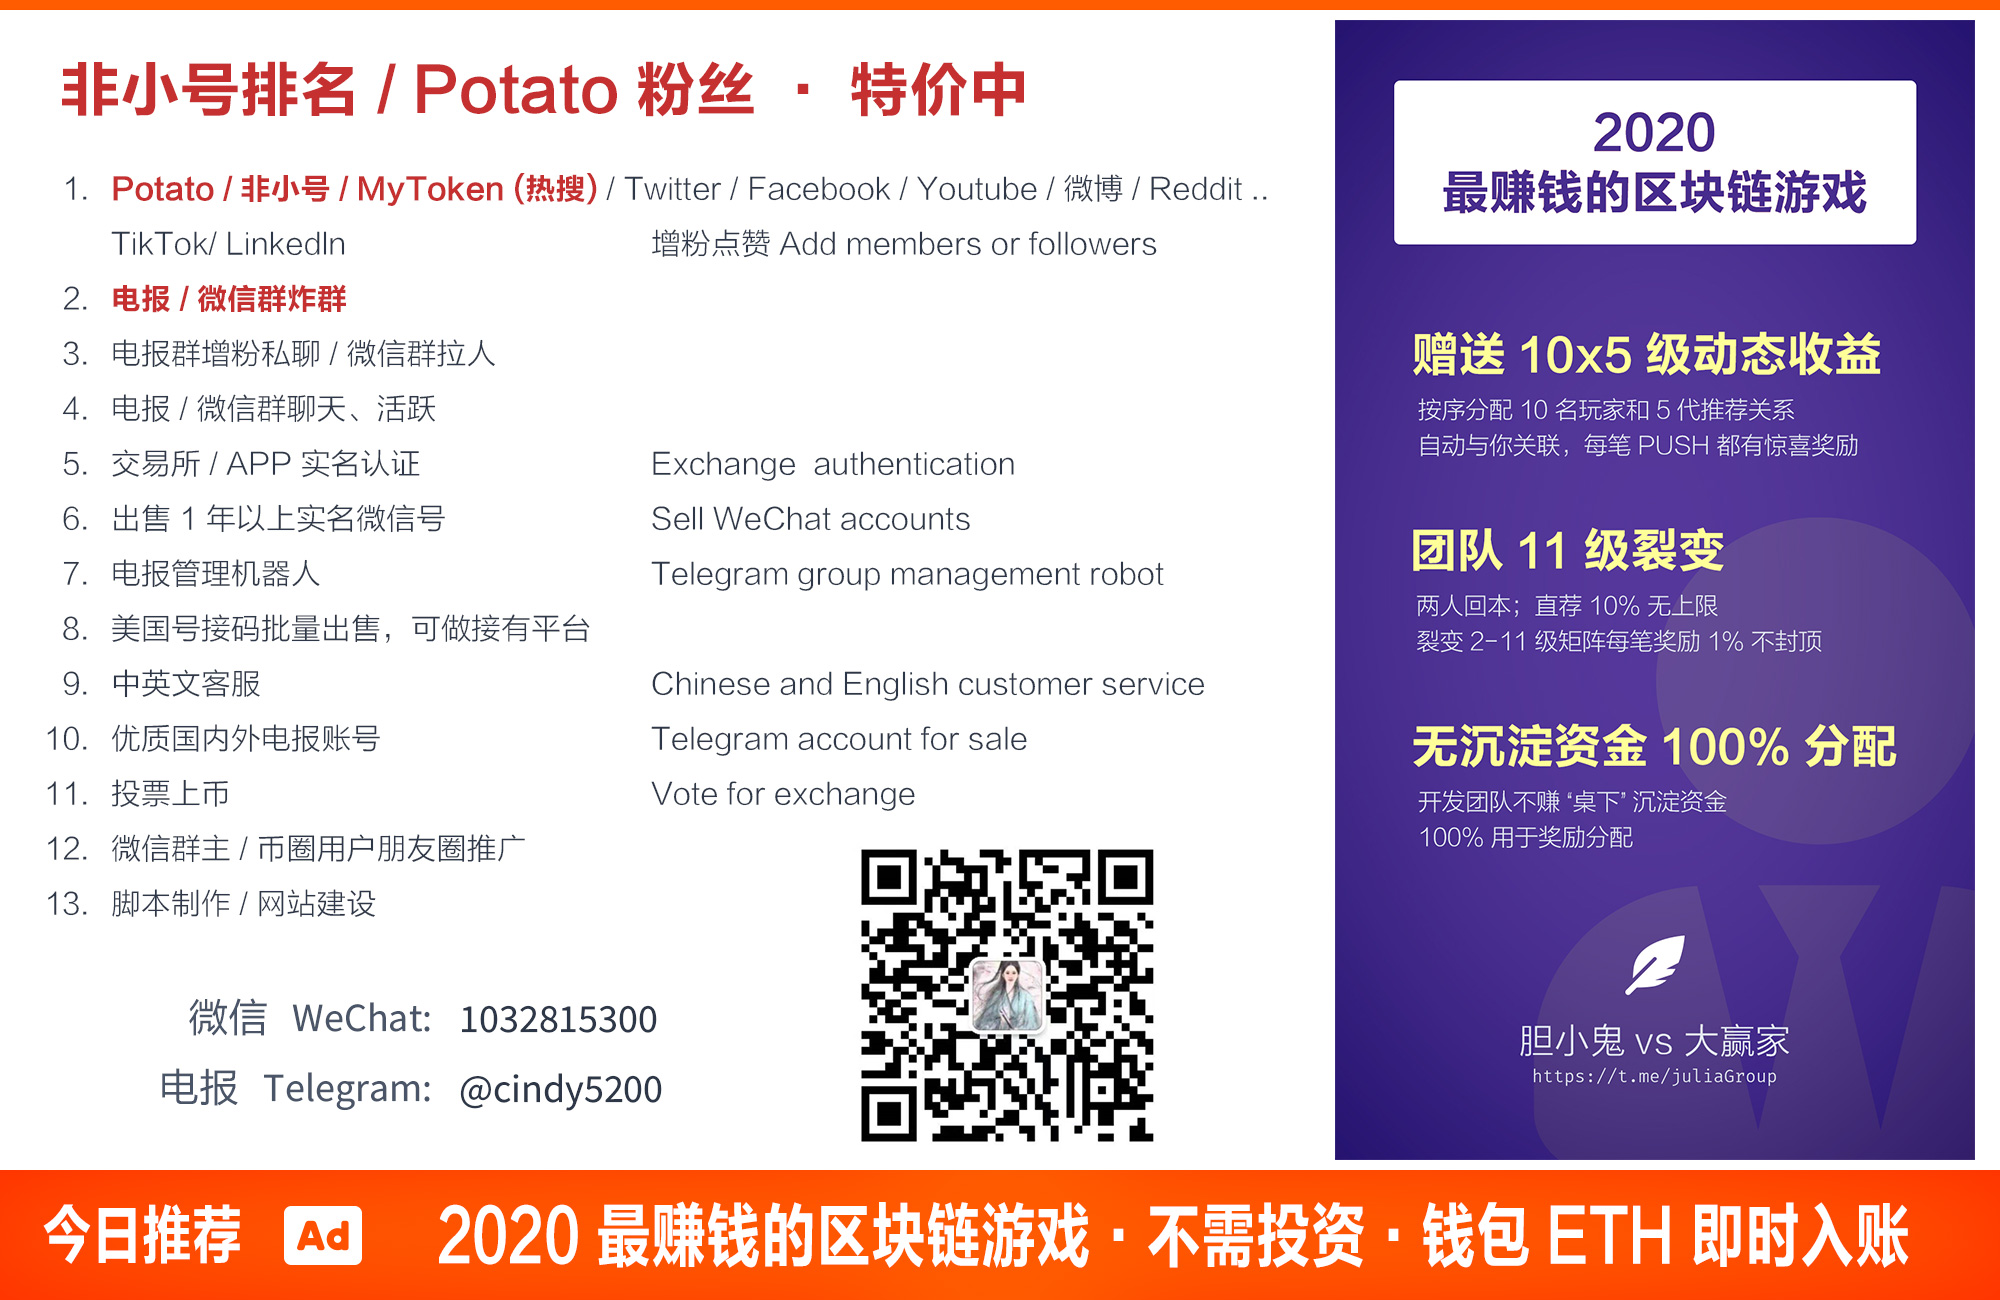 非小号排名 / Potato 粉丝 · 特价中
1. Potato / 非小号 / MyToken (热搜) / Twitter / Facebook / Youtube / 微博 / Reddit ..
TikTok/ LinkedIn 增粉点赞 Add members or followers
2. 电报 / 微信群炸群
3. 电报群增粉私聊 / 微信群拉人
4. 电报 / 微信群聊天、活跃
5. 交易所 / APP 实名认证 Exchange authentication
6. 出售 1 年以上实名微信号 Sell WeChat accounts
7. 电报管理机器人 Telegram group management robot
8. 美国号接码批量出售，可做接有平台
9. 中英文客服 Chinese and English customer service
10. 优质国内外电报账号 Telegram account for sale
11. 投票上币 Vote for exchange
12. 微信群主 / 币圈用户朋友圈推广
13. 脚本制作 / 网站建设
微信 WeChat: 1032815300
电报 Telegram: @cindy5200
2020
最赚钱的区块链游戏
赠送 10x5 级动态收益
按序分配 10 名玩家和 5 代推荐关系
自动与你关联，每笔 PUSH 都有惊喜奖励
团队 11 级裂变
两人回本；直荐 10% 无上限
裂变 2-11 级矩阵每笔奖励 1% 不封顶
无沉淀资金 100% 分配
开发团队不赚 “桌下” 沉淀资金
100% 用于奖励分配
胆小鬼 vs 大赢家
https://t.me/juliaGroup
今日推荐 Ad 2020 最赚钱的区块链游戏 · 不需投资 · 钱包 ETH 即时入账